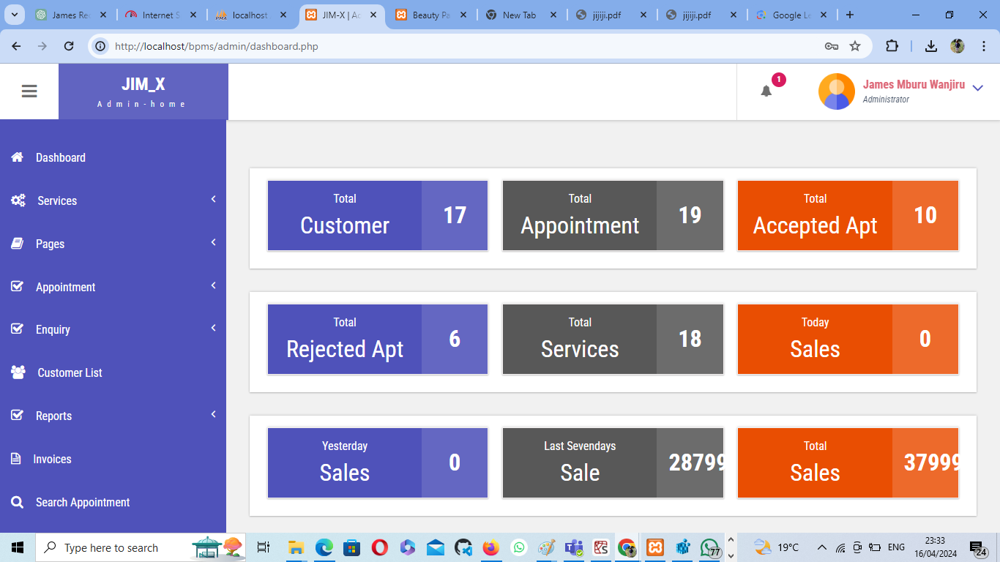 James Rec
Internet S
localhost
JIM-X | Ac
Beauty Pa
New Tab
jijiji.pdf
jijiji.pdf
Google Le
http://localhost/bpms/admin/dashboard.php
JIM_X
Admin-home
1
James Mburu Wanjiru
Administrator
Dashboard
Services
Pages
Appointment
Enquiry
Customer List
Reports
Invoices
Search Appointment
Total
Customer
17
Total
Appointment
19
Total
Accepted Apt
10
Total
Rejected Apt
6
Total
Services
18
Today
Sales
0
Yesterday
Sales
0
Last Sevendays
Sale
28799
Total
Sales
37999
Type here to search
77
19°C
ENG
23:33
16/04/2024
24